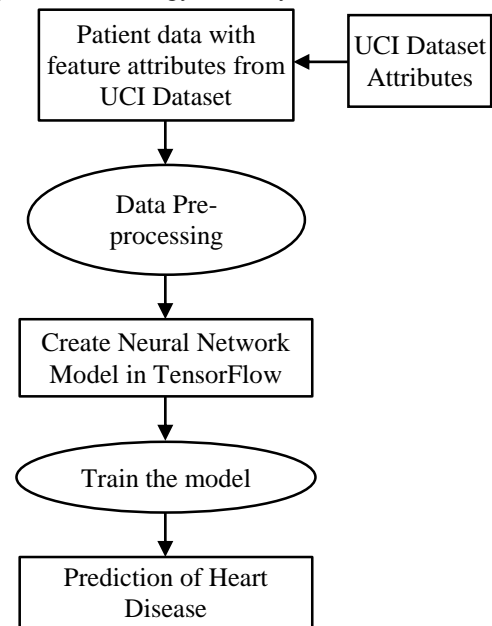 Patient data with
feature attributes from
UCI Dataset
UCI Dataset
Attributes
Data Pre-
processing
Create Neural Network
Model in TensorFlow
Train the model
Prediction of Heart
Disease